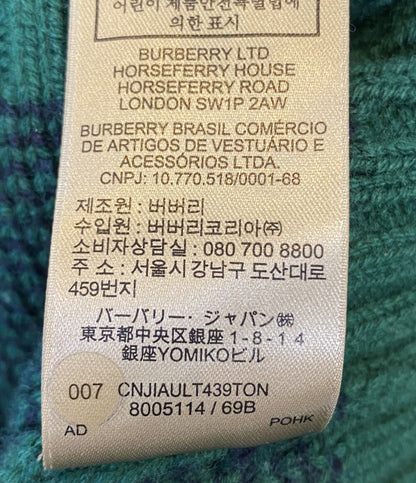 어린이제품안전특별법에
의한 표시
BURBERRY LTD
HORSEFERRY HOUSE
HORSEFERRY ROAD
LONDON SW1P 2AW
BURBERRY BRASIL COMÉRCIO
DE ARTIGOS DE VESTUÁRIO E
ACESSÓRIOS LTDA.
CNPJ: 10.770.518/0001-68
제조원 : 버버리
수입원 : 버버리코리아㈜
소비자상담실 : 080 700 8800
주 소 : 서울시 강남구 도산대로
459번지
バーバリー・ジャパン㈱
東京都中央区銀座 1-8-14
銀座YOMIKOビル
007 CNJIAULT439TON
8005114 / 69B
AD POHK